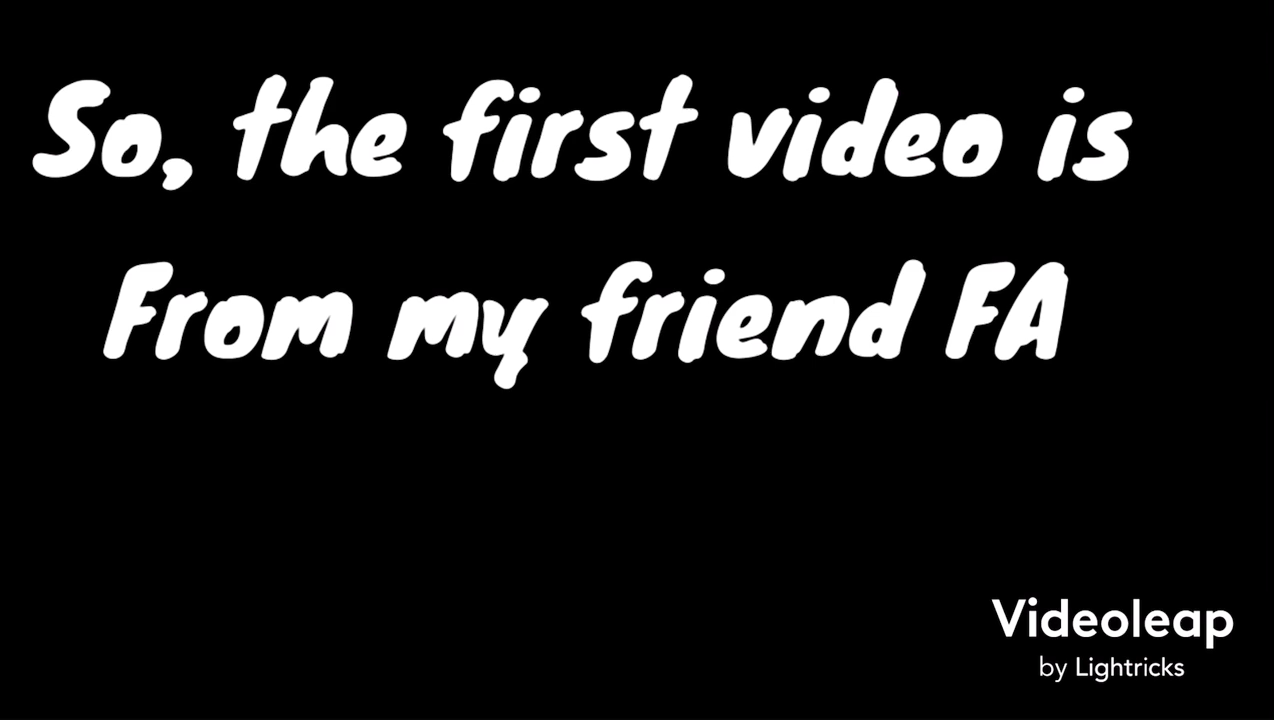 So, the first video is
From my friend FA
Videoleap
by Lightricks